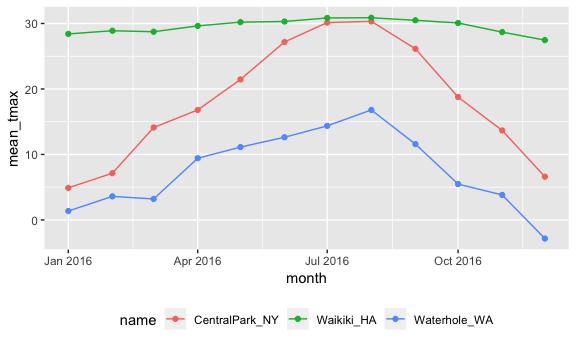 30
20
10
0
mean_tmax
Jan 2016 Apr 2016 Jul 2016 Oct 2016
month
name CentralPark_NY Waikiki_HA Waterhole_WA